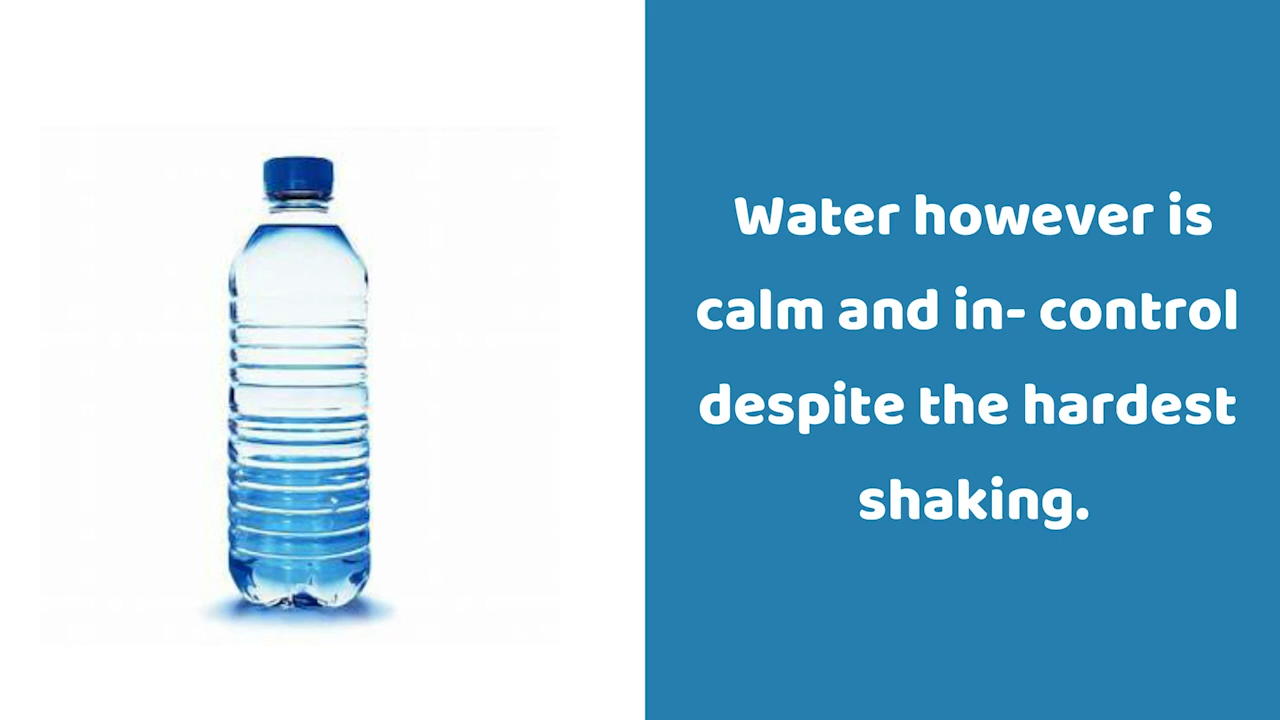 Water however is
calm and in- control
despite the hardest
shaking.